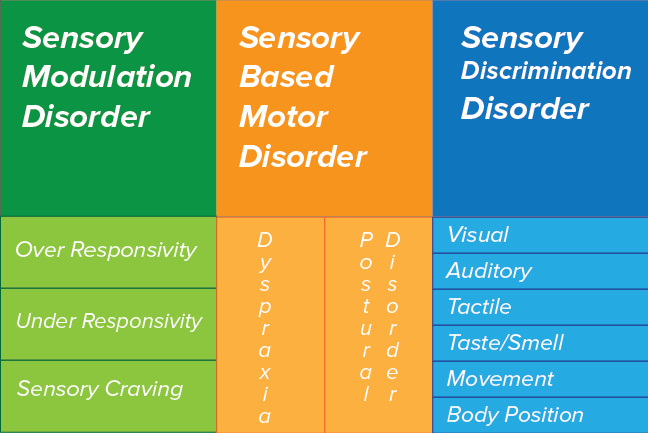 Sensory
Modulation
Disorder
Sensory
Based
Motor
Disorder
Sensory
Discrimination
Disorder
Over Responsivity
Under Responsivity
Sensory Craving
Dyspraxia
Postural
Disorder
Visual
Auditory
Tactile
Taste/Smell
Movement
Body Position